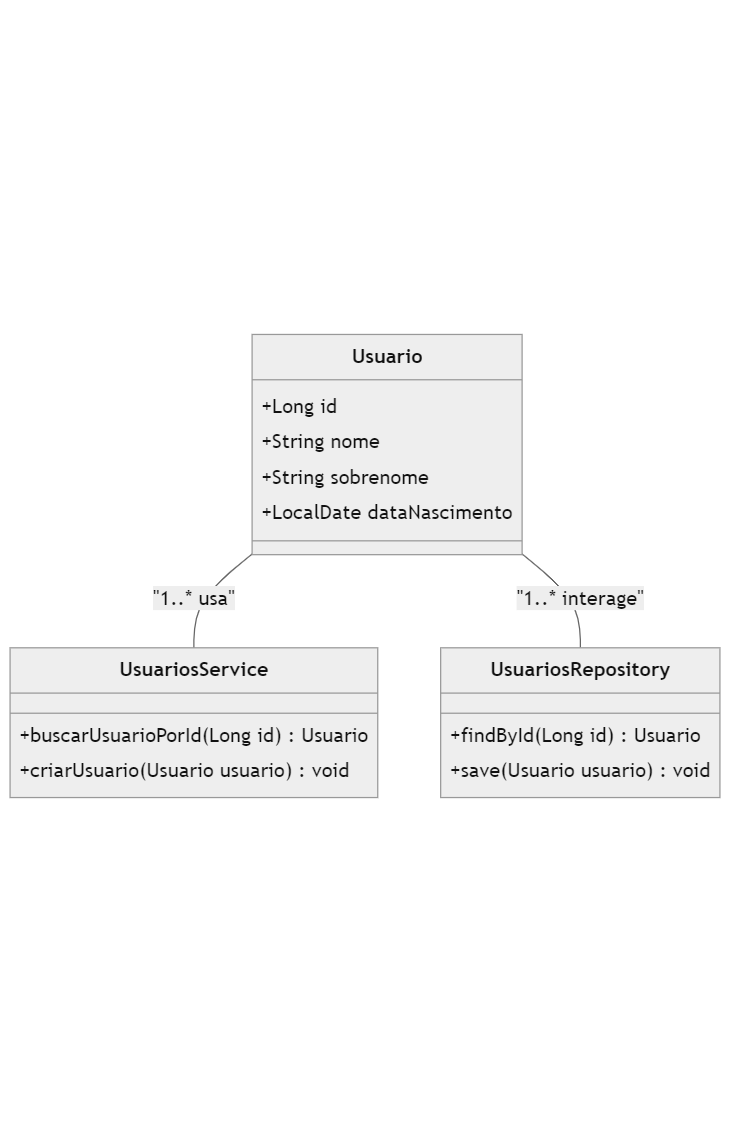 Usuario
+Long id
+String nome
+String sobrenome
+LocalDate dataNascimento
"1..* usa"
"1..* interage"
UsuariosService
+buscarUsuarioPorId(Long id) : Usuario
+criarUsuario(Usuario usuario) : void
UsuariosRepository
+findById(Long id) : Usuario
+save(Usuario usuario) : void